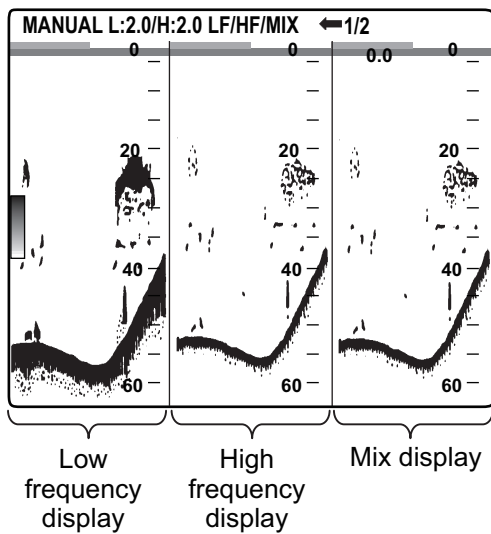 MANUAL L:2.0/H:2.0 LF/HF/MIX ←1/2
0 0 0.0 0
20 20 20
40 40 40
60 60 60
Low
frequency
display
High
frequency
display
Mix display